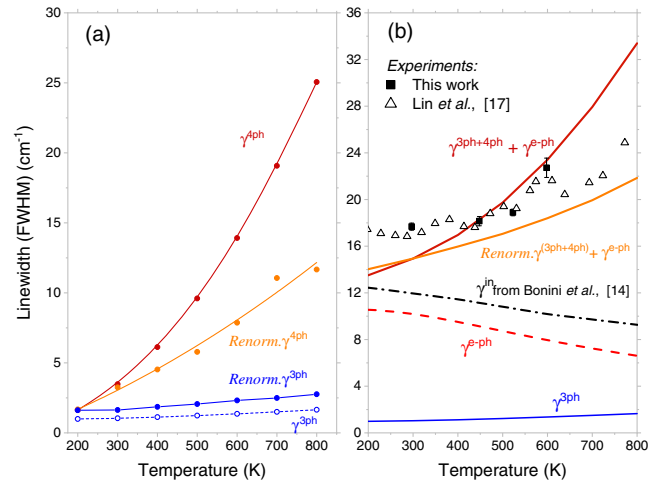 (a)
30
25
20
15
10
5
0
Linewidth (FWHM) (cm⁻¹)
γ⁴ᵖʰ
Renorm.γ⁴ᵖʰ
Renorm.γ³ᵖʰ
γ³ᵖʰ
200 300 400 500 600 700 800
Temperature (K)
(b)
36
32
28
24
20
16
12
8
4
0
Experiments:
This work
Lin et al., [17]
γ³ᵖʰ⁺⁴ᵖʰ + γᵉ⁻ᵖʰ
Renorm.γ⁽³ᵖʰ⁺⁴ᵖʰ⁾ + γᵉ⁻ᵖʰ
γⁱⁿ from Bonini et al., [14]
γᵉ⁻ᵖʰ
γ³ᵖʰ
200 300 400 500 600 700 800
Temperature (K)